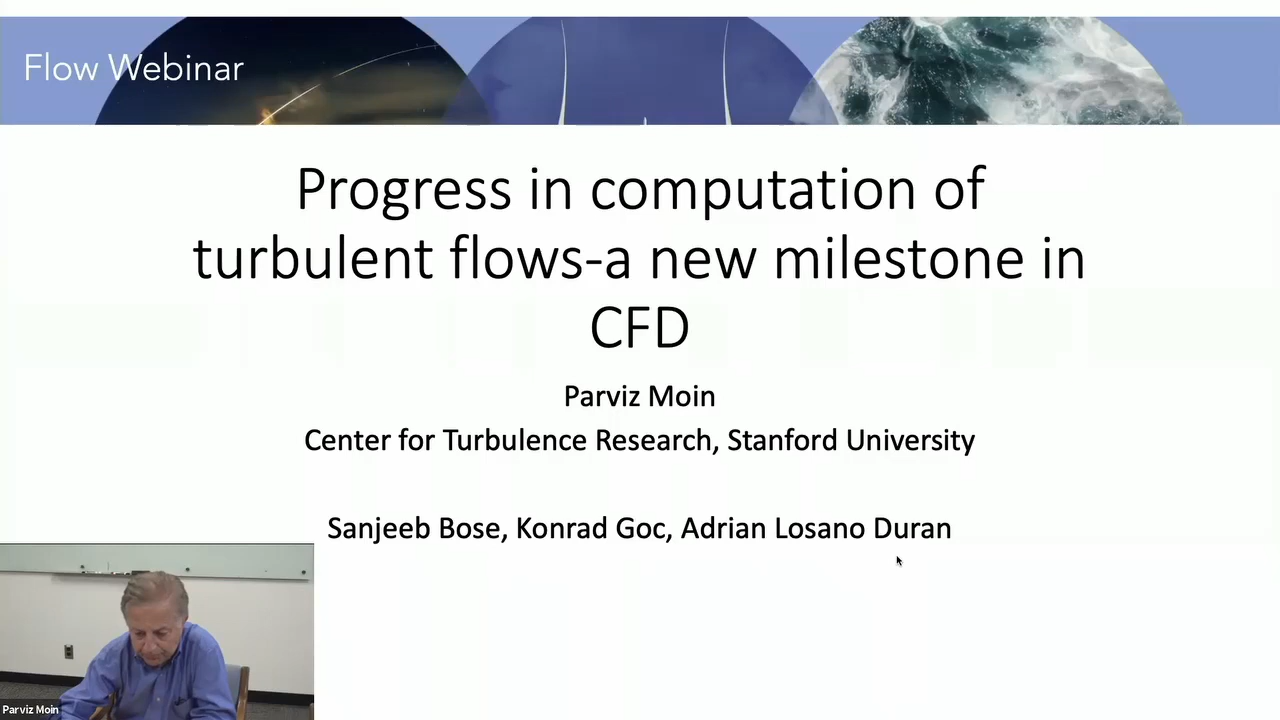 Flow Webinar
Progress in computation of
turbulent flows-a new milestone in
CFD
Parviz Moin
Center for Turbulence Research, Stanford University
Sanjeeb Bose, Konrad Goc, Adrian Losano Duran
Parviz Moin